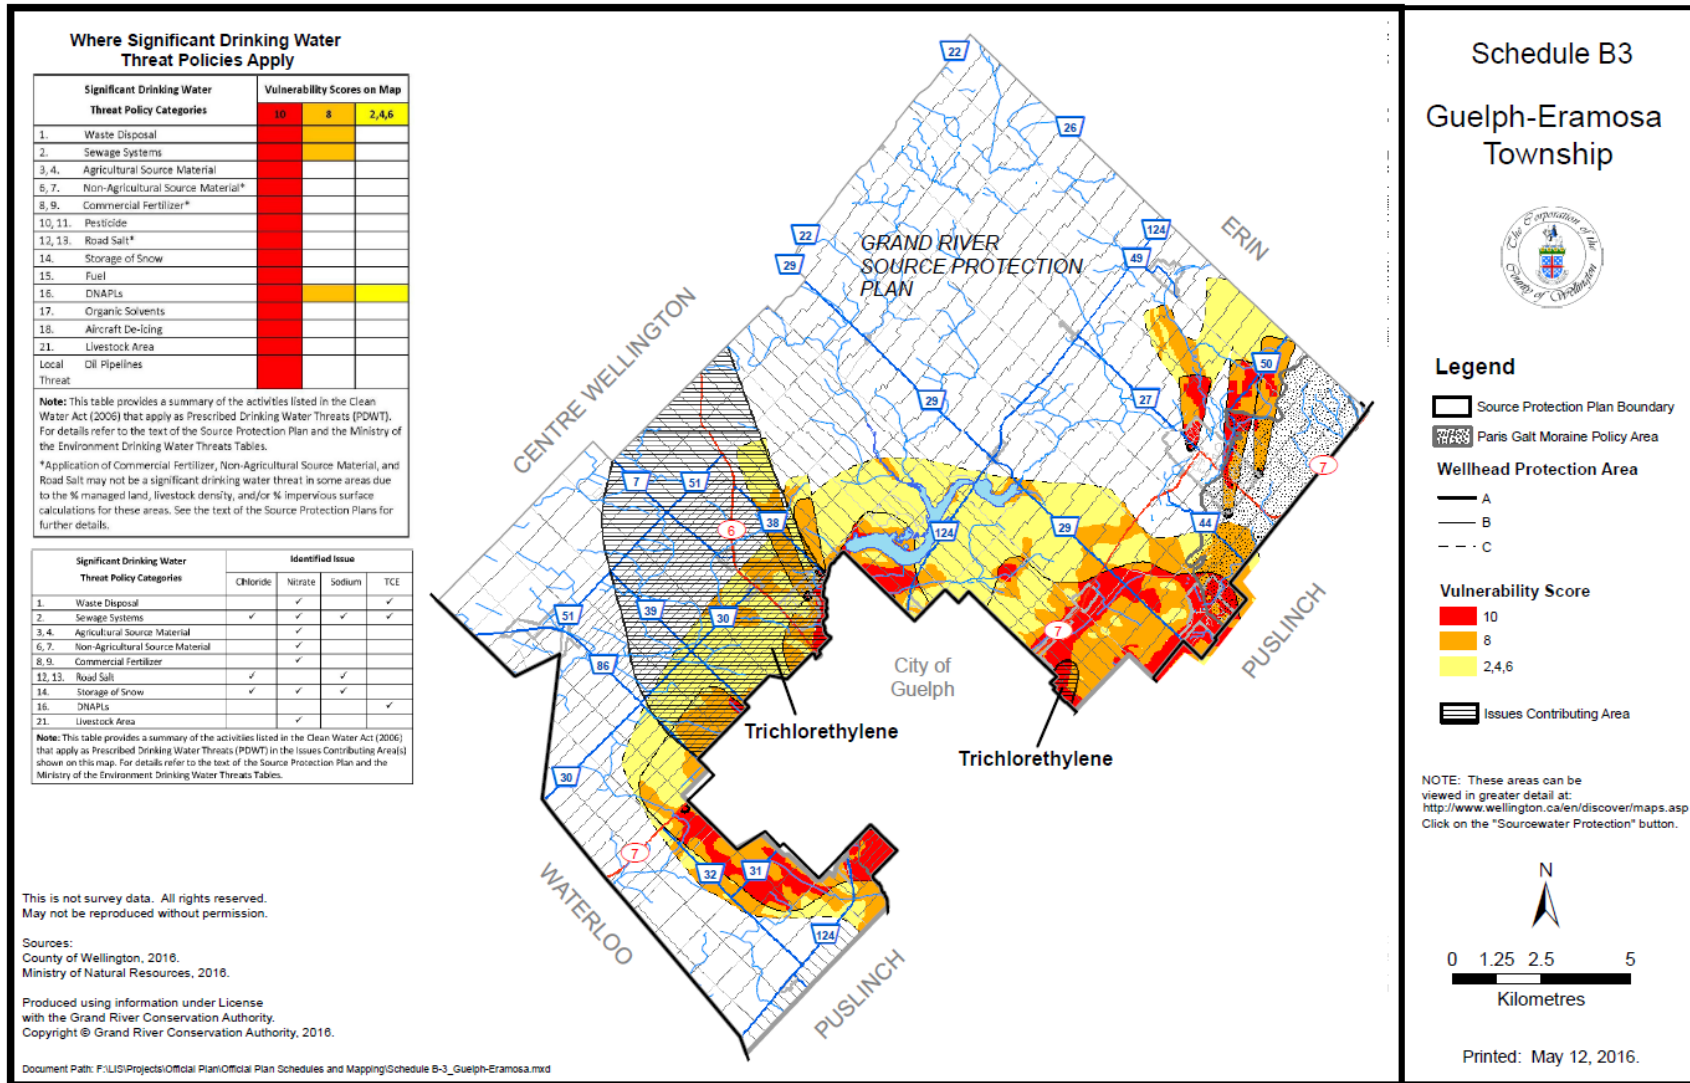 Where Significant Drinking Water
Threat Policies Apply
Significant Drinking Water
Threat Policy Categories
Vulnerability Scores on Map
10 8 2,4,6
1. Waste Disposal
2. Sewage Systems
3, 4. Agricultural Source Material
6, 7. Non-Agricultural Source Material*
8, 9. Commercial Fertilizer*
10, 11. Pesticide
12, 13. Road Salt*
14. Storage of Snow
15. Fuel
16. DNAPLs
17. Organic Solvents
18. Aircraft De-icing
21. Livestock Area
Local Oil Pipelines
Threat
Note: This table provides a summary of the activities listed in the Clean
Water Act (2006) that apply as Prescribed Drinking Water Threats (PDWT).
For details refer to the text of the Source Protection Plan and the Ministry of
the Environment Drinking Water Threats Tables.
*Application of Commercial Fertilizer, Non-Agricultural Source Material, and
Road Salt may not be a significant drinking water threat in some areas due
to the % managed land, livestock density, and/or % impervious surface
calculations for these areas. See the text of the Source Protection Plans for
further details.
Significant Drinking Water
Threat Policy Categories
Identified Issue
Chloride Nitrate Sodium TCE
1. Waste Disposal ✓ ✓
2. Sewage Systems ✓ ✓ ✓ ✓
3, 4. Agricultural Source Material ✓
6, 7. Non-Agricultural Source Material ✓
8, 9. Commercial Fertilizer ✓
12, 13. Road Salt ✓ ✓
14. Storage of Snow ✓ ✓ ✓
16. DNAPLs ✓
21. Livestock Area ✓
Note: This table provides a summary of the activities listed in the Clean Water Act (2006)
that apply as Prescribed Drinking Water Threats (PDWT) in the Issues Contributing Area(s)
shown on this map. For details refer to the text of the Source Protection Plan and the
Ministry of the Environment Drinking Water Threats Tables.
This is not survey data. All rights reserved.
May not be reproduced without permission.
Sources:
County of Wellington, 2016.
Ministry of Natural Resources, 2016.
Produced using information under License
with the Grand River Conservation Authority.
Copyright © Grand River Conservation Authority, 2016.
Document Path: F:\LIS\Projects\Official Plan\Official Plan Schedules and Mapping\Schedule B-3_Guelph-Eramosa.mxd
22
26
124
22
49
29
ERIN
GRAND RIVER
SOURCE PROTECTION
PLAN
CENTRE WELLINGTON
50
29
27
7
7
51
38
6
124
29
44
51
39
30
7
86
City of
Guelph
PUSLINCH
Trichlorethylene
Trichlorethylene
30
7
32
31
WATERLOO
124
PUSLINCH
Schedule B3
Guelph-Eramosa
Township
The Corporation of the
County of Wellington
Legend
Source Protection Plan Boundary
Paris Galt Moraine Policy Area
Wellhead Protection Area
A
B
C
Vulnerability Score
10
8
2,4,6
Issues Contributing Area
NOTE: These areas can be
viewed in greater detail at:
http://www.wellington.ca/en/discover/maps.asp
Click on the "Sourcewater Protection" button.
N
0 1.25 2.5 5
Kilometres
Printed: May 12, 2016.